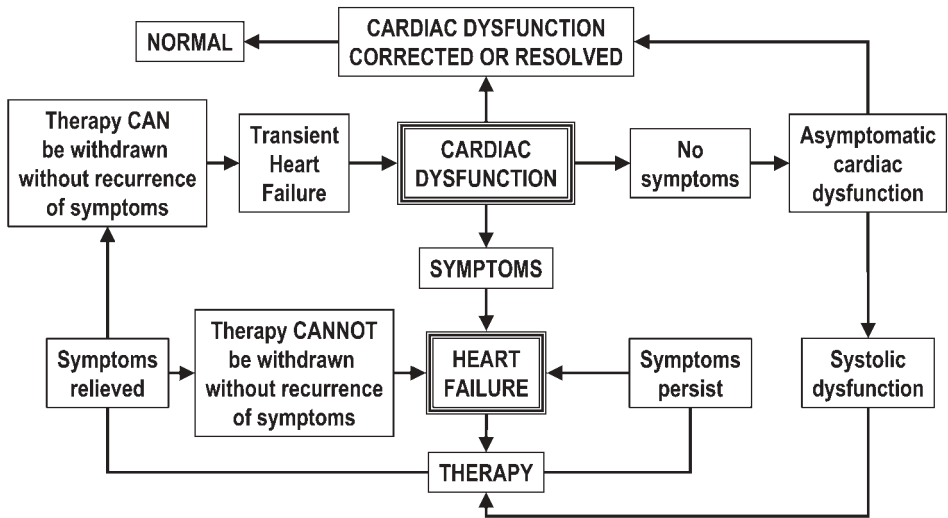 NORMAL
CARDIAC DYSFUNCTION
CORRECTED OR RESOLVED
Therapy CAN
be withdrawn
without recurrence
of symptoms
Transient
Heart
Failure
CARDIAC
DYSFUNCTION
No
symptoms
Asymptomatic
cardiac
dysfunction
SYMPTOMS
Symptoms
relieved
Therapy CANNOT
be withdrawn
without recurrence
of symptoms
HEART
FAILURE
Symptoms
persist
Systolic
dysfunction
THERAPY